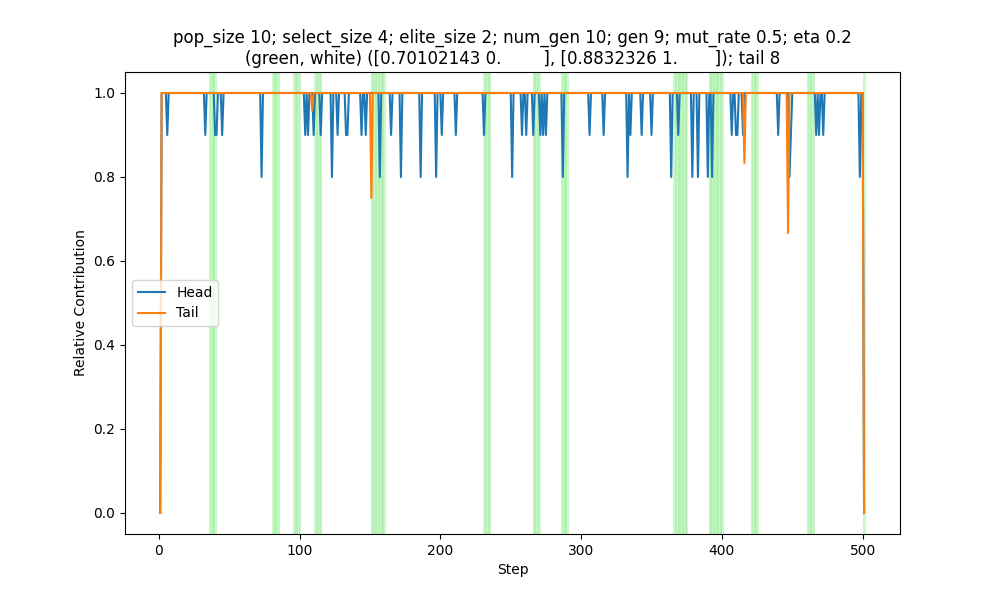 pop_size 10; select_size 4; elite_size 2; num_gen 10; gen 9; mut_rate 0.5; eta 0.2
(green, white) ([0.70102143 0.        ], [0.8832326 1.        ]); tail 8
1.0
0.8
0.6
0.4
0.2
0.0
Relative Contribution
Head
Tail
0
100
200
300
400
500
Step